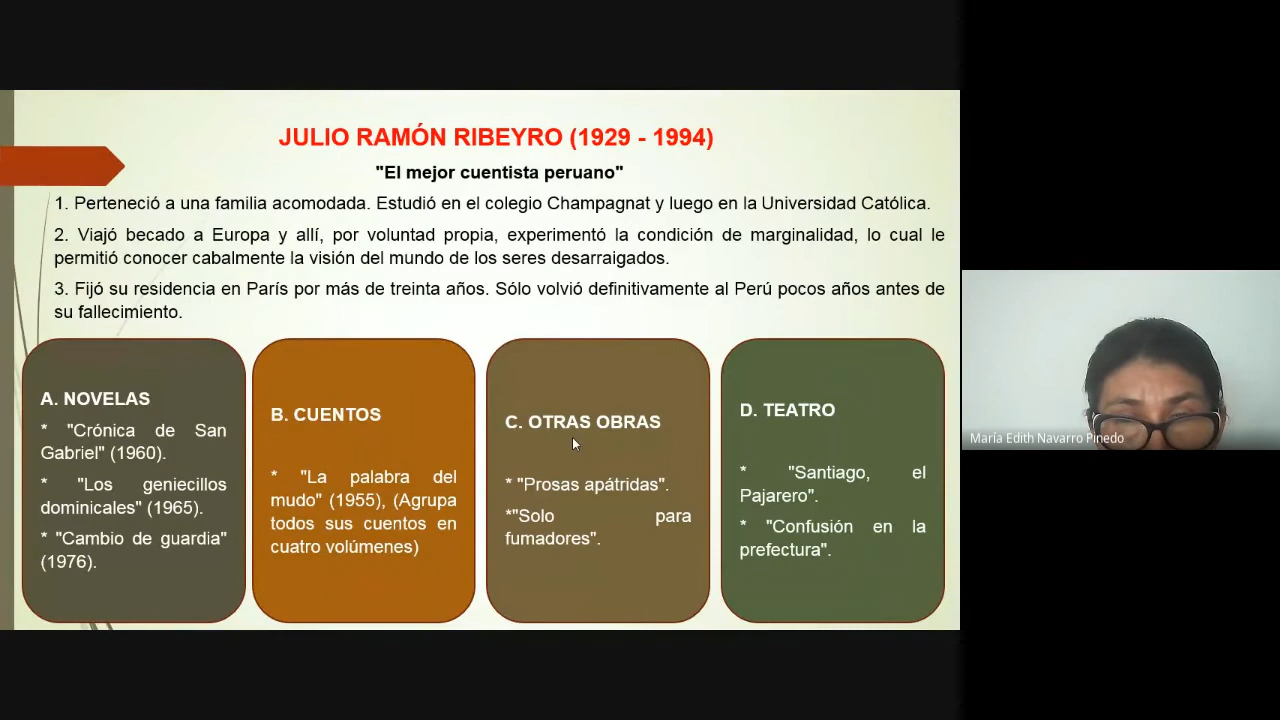 JULIO RAMÓN RIBEYRO (1929 - 1994)
"El mejor cuentista peruano"
1. Perteneció a una familia acomodada. Estudió en el colegio Champagnat y luego en la Universidad Católica.
2. Viajó becado a Europa y allí, por voluntad propia, experimentó la condición de marginalidad, lo cual le
permitió conocer cabalmente la visión del mundo de los seres desarraigados.
3. Fijó su residencia en París por más de treinta años. Sólo volvió definitivamente al Perú pocos años antes de
su fallecimiento.
A. NOVELAS
* "Crónica de San
Gabriel" (1960).
* "Los geniecillos
dominicales" (1965).
* "Cambio de guardia"
(1976).
B. CUENTOS
* "La palabra del
mudo" (1955), (Agrupa
todos sus cuentos en
cuatro volúmenes)
C. OTRAS OBRAS
* "Prosas apátridas".
*"Solo para
fumadores".
D. TEATRO
* "Santiago, el
Pajarero".
* "Confusión en la
prefectura".
María Edith Navarro Pinedo